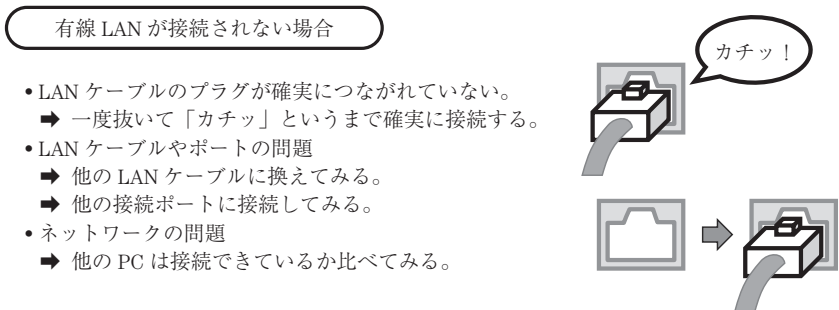 有線 LAN が接続されない場合
カチッ！
• LAN ケーブルのプラグが確実につながれていない。
➡ 一度抜いて「カチッ」というまで確実に接続する。
• LAN ケーブルやポートの問題
➡ 他の LAN ケーブルに換えてみる。
➡ 他の接続ポートに接続してみる。
• ネットワークの問題
➡ 他の PC は接続できているか比べてみる。